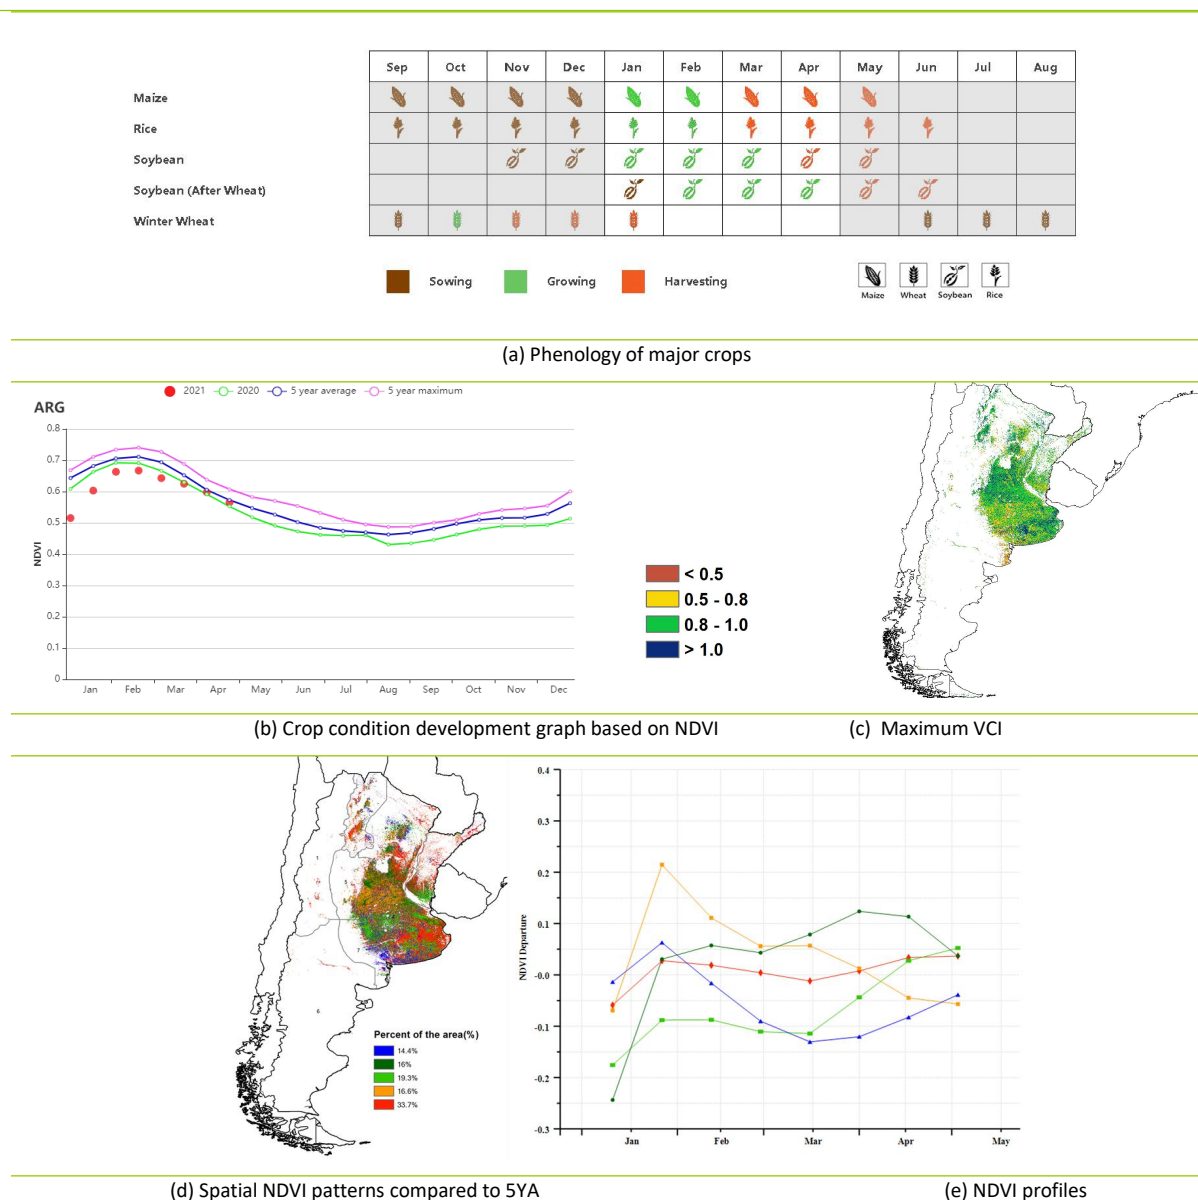 Sep Oct Nov Dec Jan Feb Mar Apr May Jun Jul Aug
Maize
Rice
Soybean
Soybean (After Wheat)
Winter Wheat
Sowing Growing Harvesting
Maize Wheat Soybean Rice
(a) Phenology of major crops
2021 2020 5 year average 5 year maximum
ARG
NDVI
0.8
0.7
0.6
0.5
0.4
0.3
0.2
0.1
0
Jan Feb Mar Apr May Jun Jul Aug Sep Oct Nov Dec
< 0.5
0.5 - 0.8
0.8 - 1.0
> 1.0
(b) Crop condition development graph based on NDVI
(c) Maximum VCI
1
5
7
6
Percent of the area(%)
14.4%
16%
19.3%
16.6%
33.7%
NDVI Departure
0.4
0.3
0.2
0.1
-0.0
-0.1
-0.2
-0.3
Jan Feb Mar Apr May
(d) Spatial NDVI patterns compared to 5YA
(e) NDVI profiles